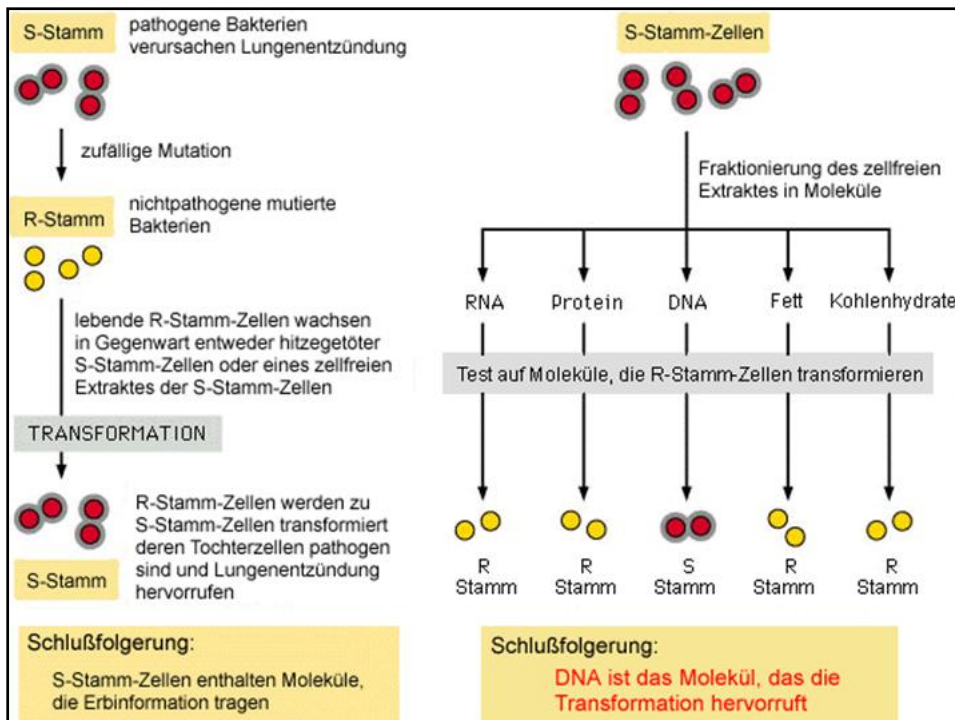 S-Stamm
pathogene Bakterien
verursachen Lungenentzündung
zufällige Mutation
R-Stamm
nichtpathogene mutierte
Bakterien
lebende R-Stamm-Zellen wachsen
in Gegenwart entweder hitzegetöter
S-Stamm-Zellen oder eines zellfreien
Extraktes der S-Stamm-Zellen
TRANSFORMATION
R-Stamm-Zellen werden zu
S-Stamm-Zellen transformiert
deren Tochterzellen pathogen
sind und Lungenentzündung
hervorrufen
S-Stamm
Schlußfolgerung:
S-Stamm-Zellen enthalten Moleküle,
die Erbinformation tragen
S-Stamm-Zellen
Fraktionierung des zellfreien
Extraktes in Moleküle
RNA Protein DNA Fett Kohlenhydrate
Test auf Moleküle, die R-Stamm-Zellen transformieren
R R S R R
Stamm Stamm Stamm Stamm Stamm
Schlußfolgerung:
DNA ist das Molekül, das die
Transformation hervorruft